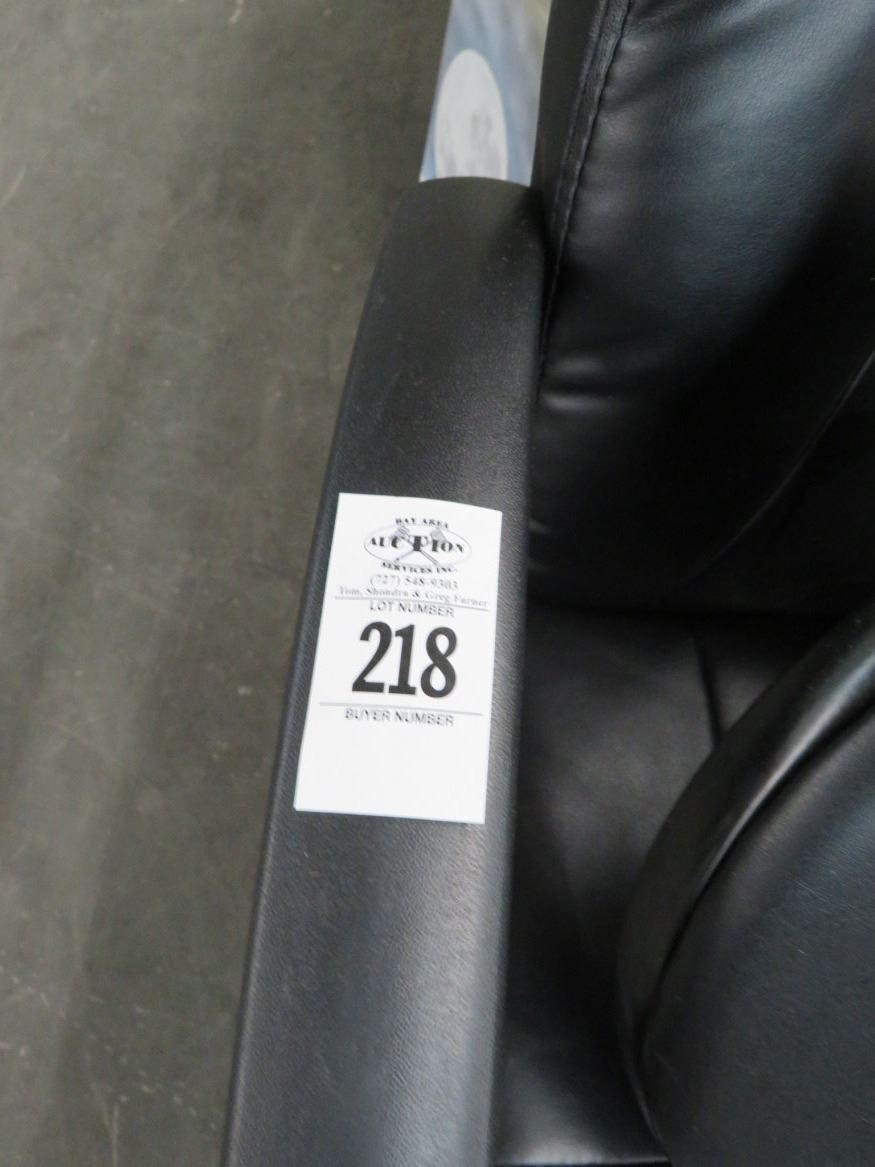 BAY AREA
AUCTION
SERVICES INC.
(727) 548-9303
Tom, Shondra & Greg Farner
LOT NUMBER
218
BUYER NUMBER